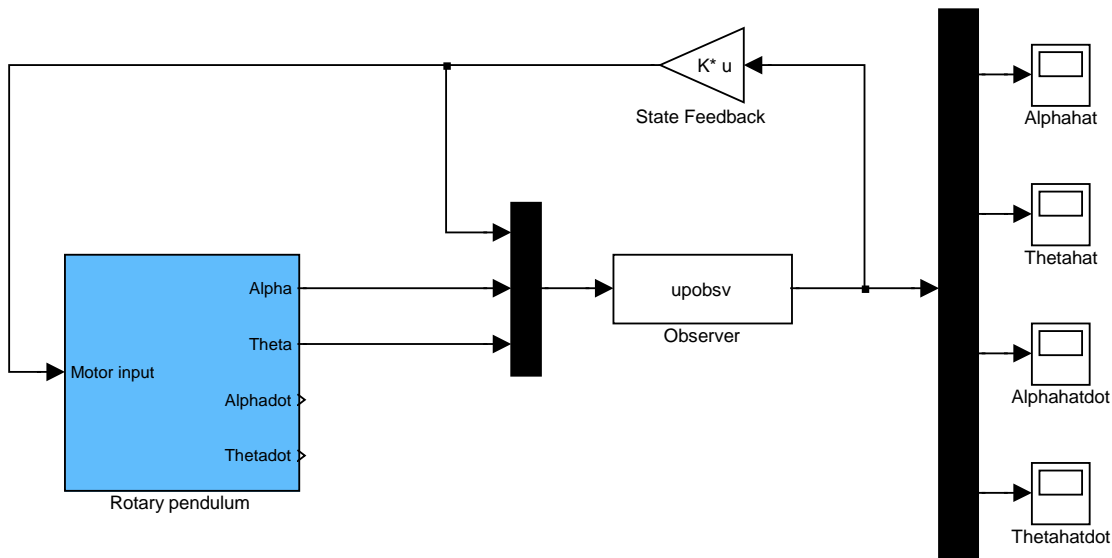 K* u
State Feedback
Alphahat
Thetahat
Alpha
Theta
Motor input
Alphadot
Thetadot
Rotary pendulum
upobsv
Observer
Alphahatdot
Thetahatdot